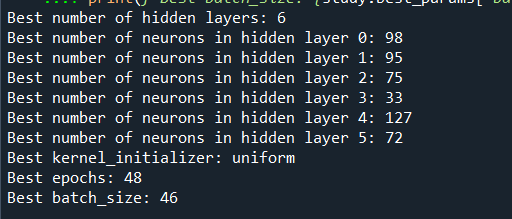 Best number of hidden layers: 6
Best number of neurons in hidden layer 0: 98
Best number of neurons in hidden layer 1: 95
Best number of neurons in hidden layer 2: 75
Best number of neurons in hidden layer 3: 33
Best number of neurons in hidden layer 4: 127
Best number of neurons in hidden layer 5: 72
Best kernel_initializer: uniform
Best epochs: 48
Best batch_size: 46